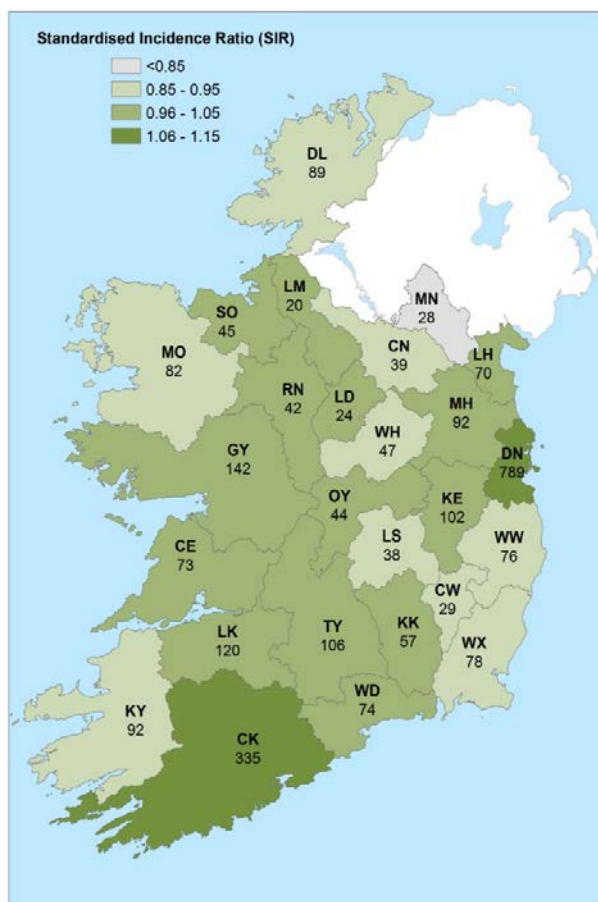 Standardised Incidence Ratio (SIR)
<0.85
0.85 - 0.95
0.96 - 1.05
1.06 - 1.15
DL
89
LM
20
MN
28
SO
45
CN
39
LH
70
MO
82
RN
42
LD
24
MH
92
WH
47
DN
789
GY
142
OY
44
KE
102
LS
38
WW
76
CE
73
CW
29
TY
106
KK
57
LK
120
WX
78
WD
74
KY
92
CK
335